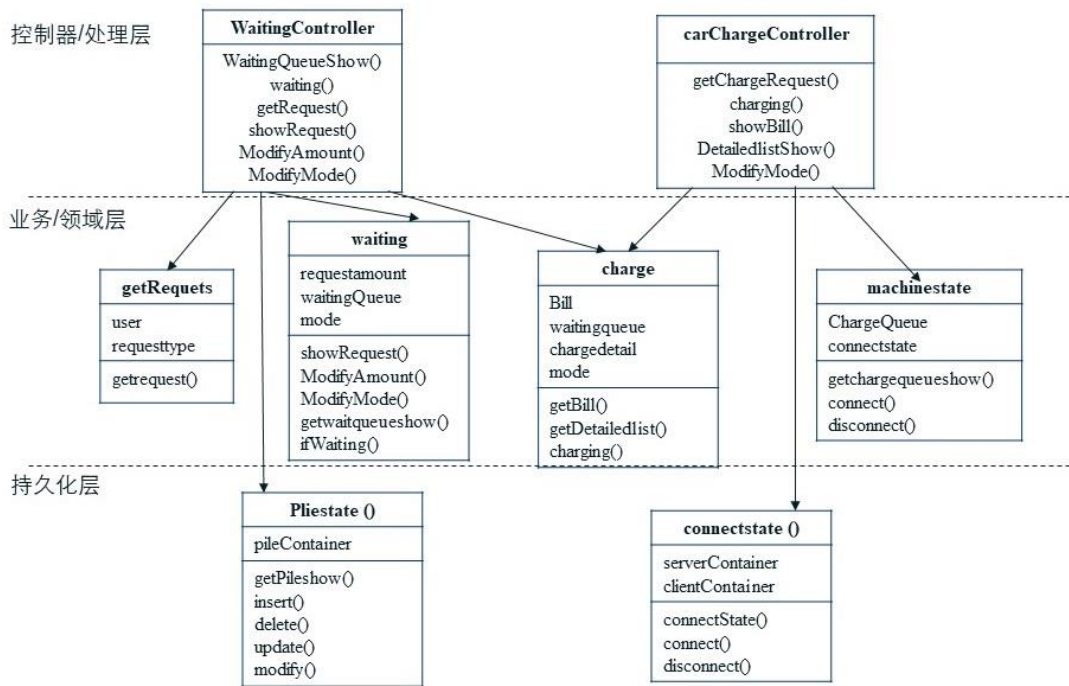 控制器/处理层
WaitingController
WaitingQueueShow()
waiting()
getRequest()
showRequest()
ModifyAmount()
ModifyMode()
carChargeController
getChargeRequest()
charging()
showBill()
DetailedlistShow()
ModifyMode()
业务/领域层
getRequets
user
requesttype
getrequest()
waiting
requestamount
waitingQueue
mode
showRequest()
ModifyAmount()
ModifyMode()
getwaitqueueshow()
ifWaiting()
charge
Bill
waitingqueue
chargedetail
mode
getBill()
getDetailedlist()
charging()
machinestate
ChargeQueue
connectstate
getchargequeueshow()
connect()
disconnect()
持久化层
Pliestate ()
pileContainer
getPileshow()
insert()
delete()
update()
modify()
connectstate ()
serverContainer
clientContainer
connectState()
connect()
disconnect()